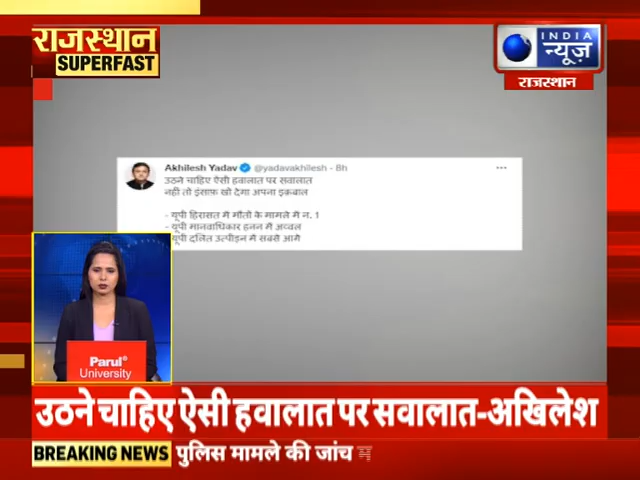 राजस्थान
SUPERFAST
INDIA
न्यूज़
राजस्थान
Akhilesh Yadav @yadavakhilesh - 8h
उठने चाहिए ऐसी हवालात पर सवालात
नहीं तो इंसाफ़ खो देगा अपना इक़बाल
- यूपी हिरासत में मौतों के मामले में न. 1
- यूपी मानवाधिकार हनन में अव्वल
यूपी दलित उत्पीड़न में सबसे आगे
Parul®
University
उठने चाहिए ऐसी हवालात पर सवालात-अखिलेश
BREAKING NEWS पुलिस मामले की जांच